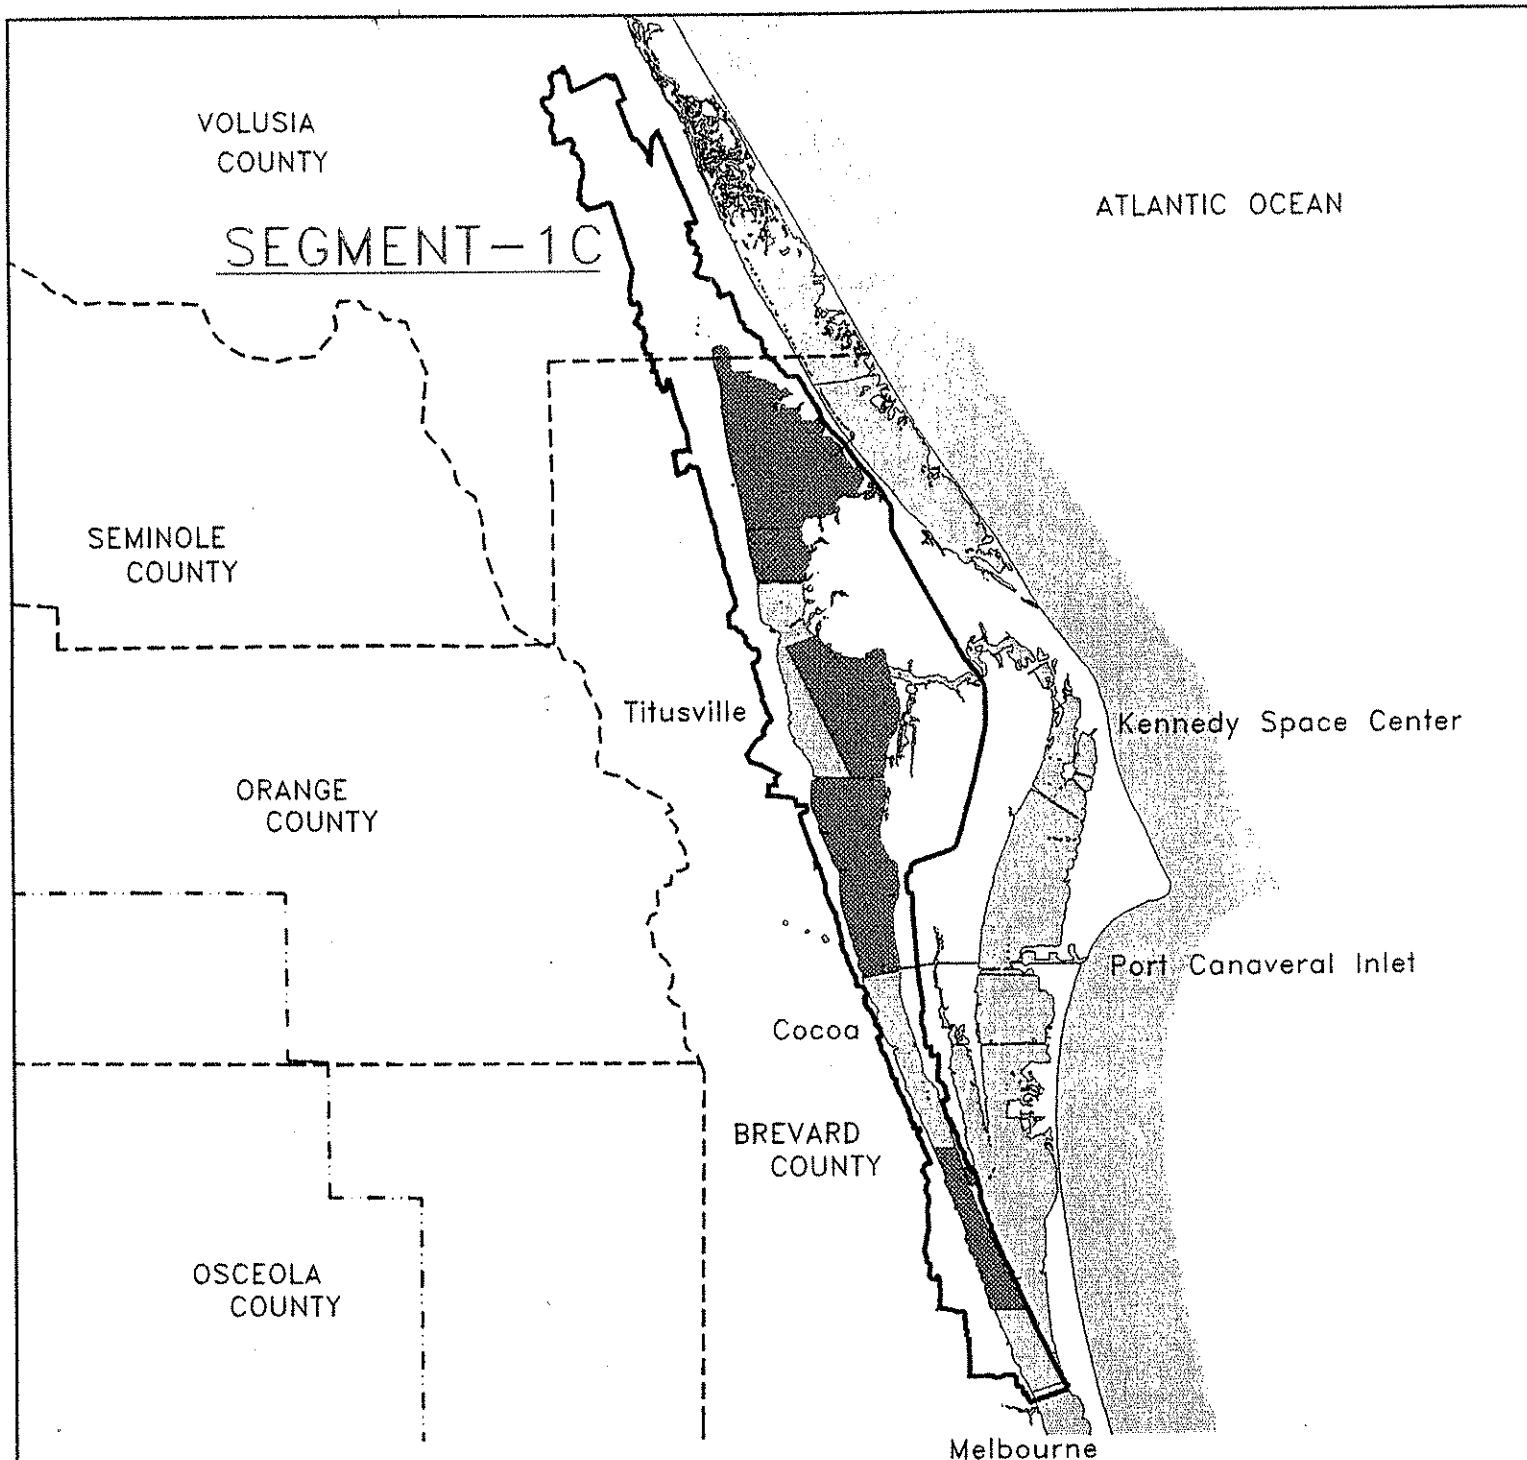 VOLUSIA
COUNTY
ATLANTIC OCEAN
SEGMENT-1C
SEMINOLE
COUNTY
Titusville
Kennedy Space Center
ORANGE
COUNTY
Port Canaveral Inlet
Cocoa
BREVARD
COUNTY
OSCEOLA
COUNTY
Melbourne